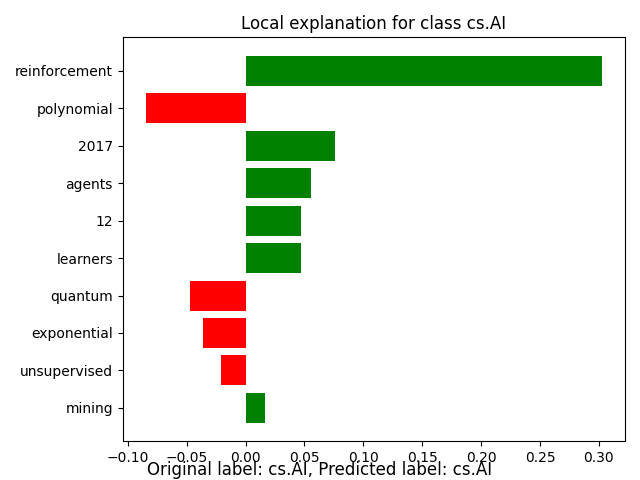 Local explanation for class cs.AI
reinforcement
polynomial
2017
agents
12
learners
quantum
exponential
unsupervised
mining
−0.10 −0.05 0.00 0.05 0.10 0.15 0.20 0.25 0.30
Original label: cs.AI, Predicted label: cs.AI